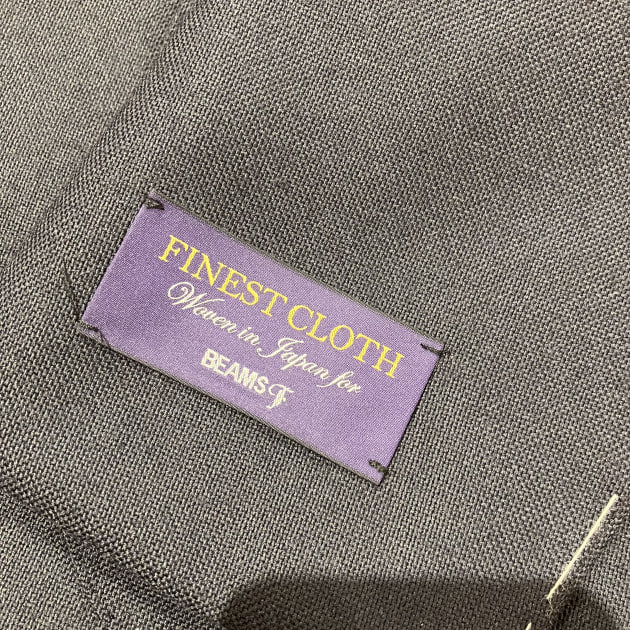 FINEST CLOTH
Woven in Japan for
BEAMS F